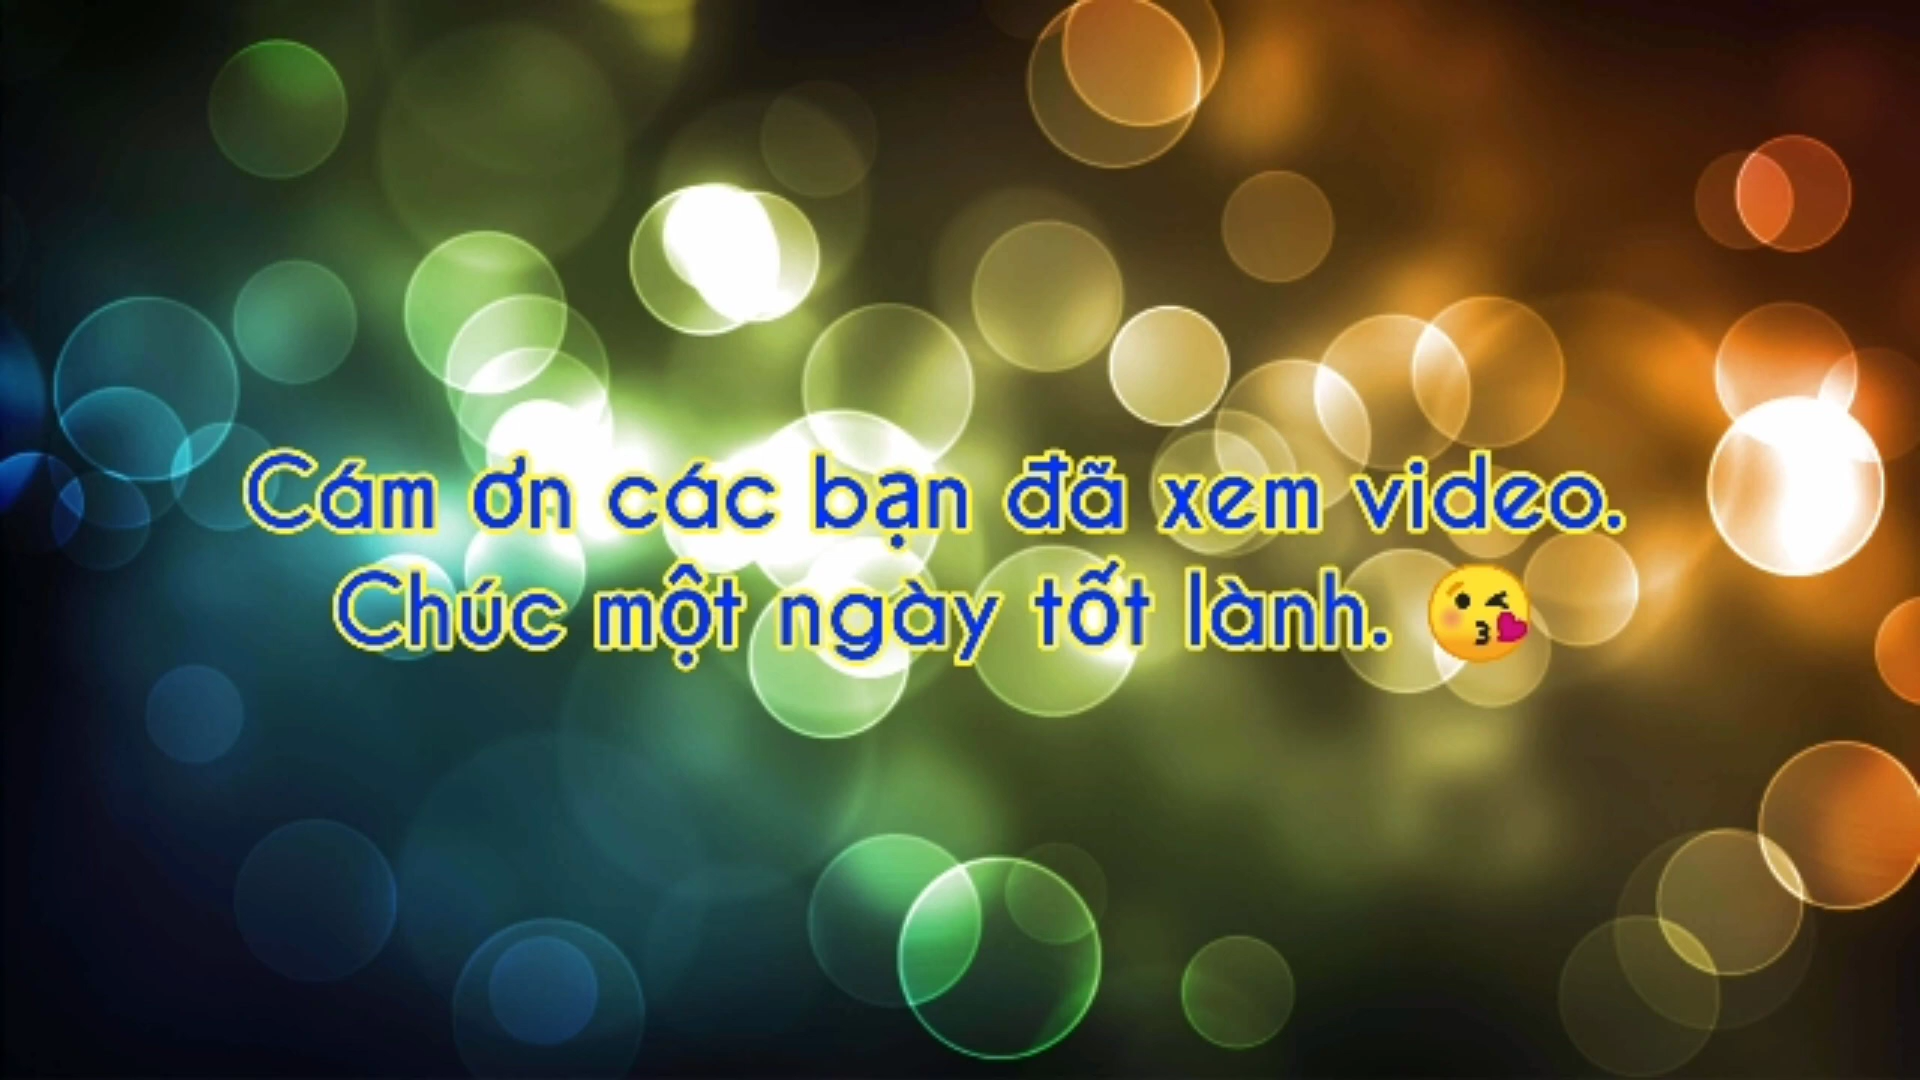 Cám ơn các bạn đã xem video.
Chúc một ngày tốt lành. 😘